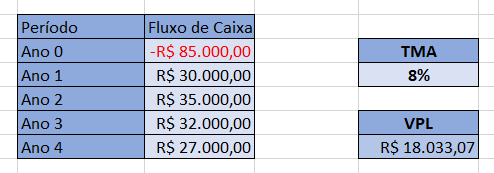 Período Fluxo de Caixa
Ano 0 -R$ 85.000,00 TMA
Ano 1 R$ 30.000,00 8%
Ano 2 R$ 35.000,00
Ano 3 R$ 32.000,00 VPL
Ano 4 R$ 27.000,00 R$ 18.033,07